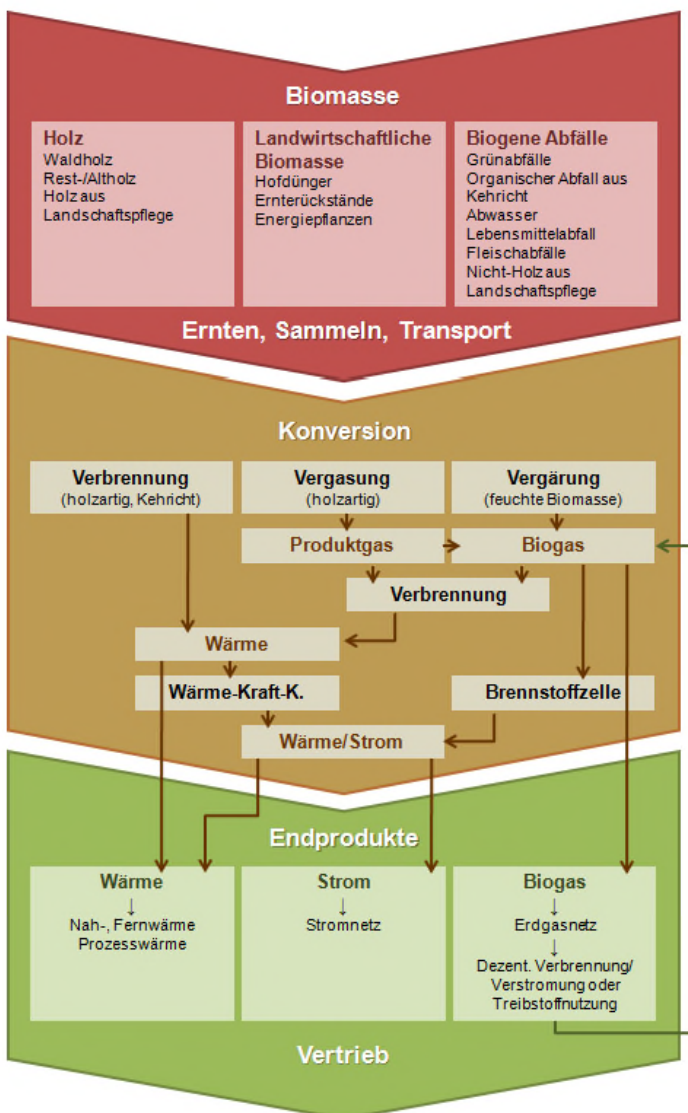 Biomasse
Holz
Waldholz
Rest-/Altholz
Holz aus
Landschaftspflege
Landwirtschaftliche
Biomasse
Hofdünger
Ernterückstände
Energiepflanzen
Biogene Abfälle
Grünabfälle
Organischer Abfall aus
Kehricht
Abwasser
Lebensmittelabfall
Fleischabfälle
Nicht-Holz aus
Landschaftspflege
Ernten, Sammeln, Transport
Konversion
Verbrennung
(holzartig, Kehricht)
Vergasung
(holzartig)
Vergärung
(feuchte Biomasse)
Produktgas
Biogas
Verbrennung
Wärme
Wärme-Kraft-K.
Brennstoffzelle
Wärme/Strom
Endprodukte
Wärme
↓
Nah-, Fernwärme
Prozesswärme
Strom
↓
Stromnetz
Biogas
↓
Erdgasnetz
↓
Dezent. Verbrennung/
Verstromung oder
Treibstoffnutzung
Vertrieb